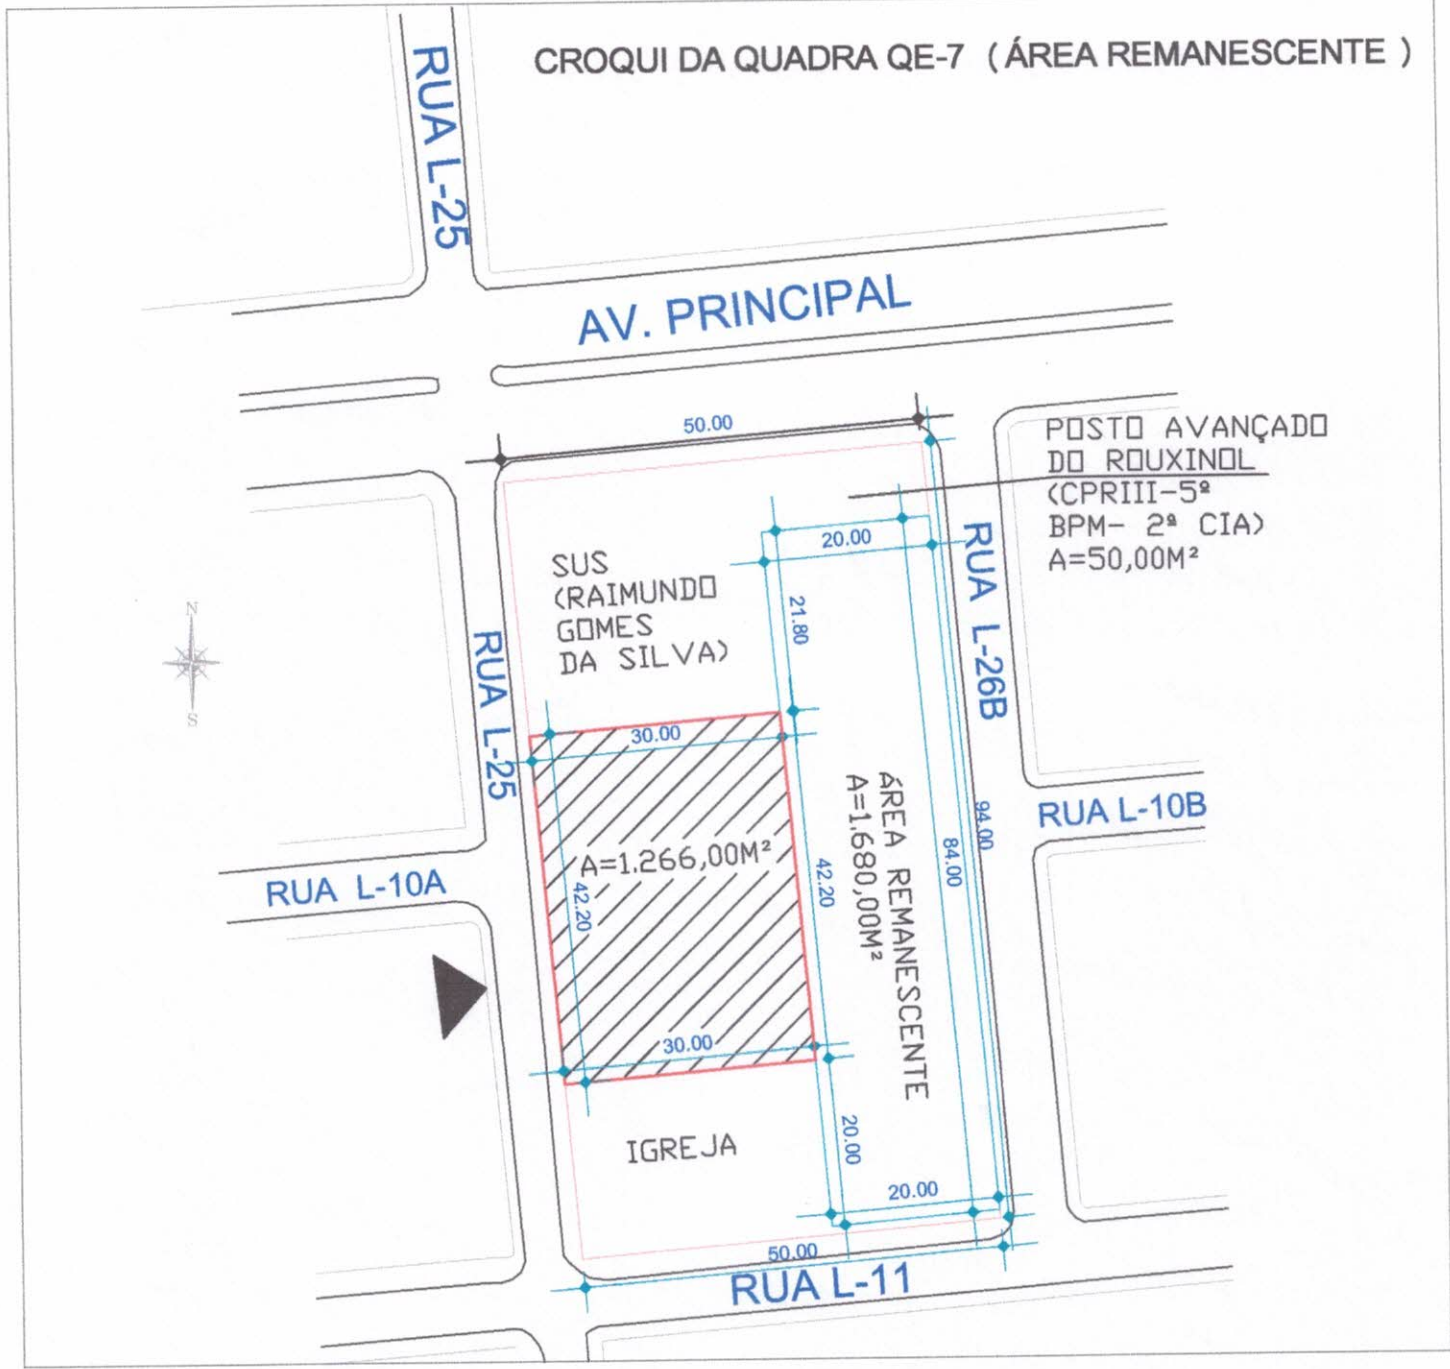 CROQUI DA QUADRA QE-7 ( ÁREA REMANESCENTE )
RUA L-25
AV. PRINCIPAL
50.00
POSTO AVANÇADO
DO ROUXINOL
(CPRIII-5ª
BPM- 2ª CIA)
A=50,00M²
20.00
SUS
(RAIMUNDO
GOMES
DA SILVA)
21.80
RUA L-26B
N
S
RUA L-25
30.00
ÁREA REMANESCENTE
A=1.680,00M²
94.00
84.00
RUA L-10B
A=1.266,00M²
42.20
42.20
RUA L-10A
30.00
IGREJA
20.00
20.00
50.00
RUA L-11